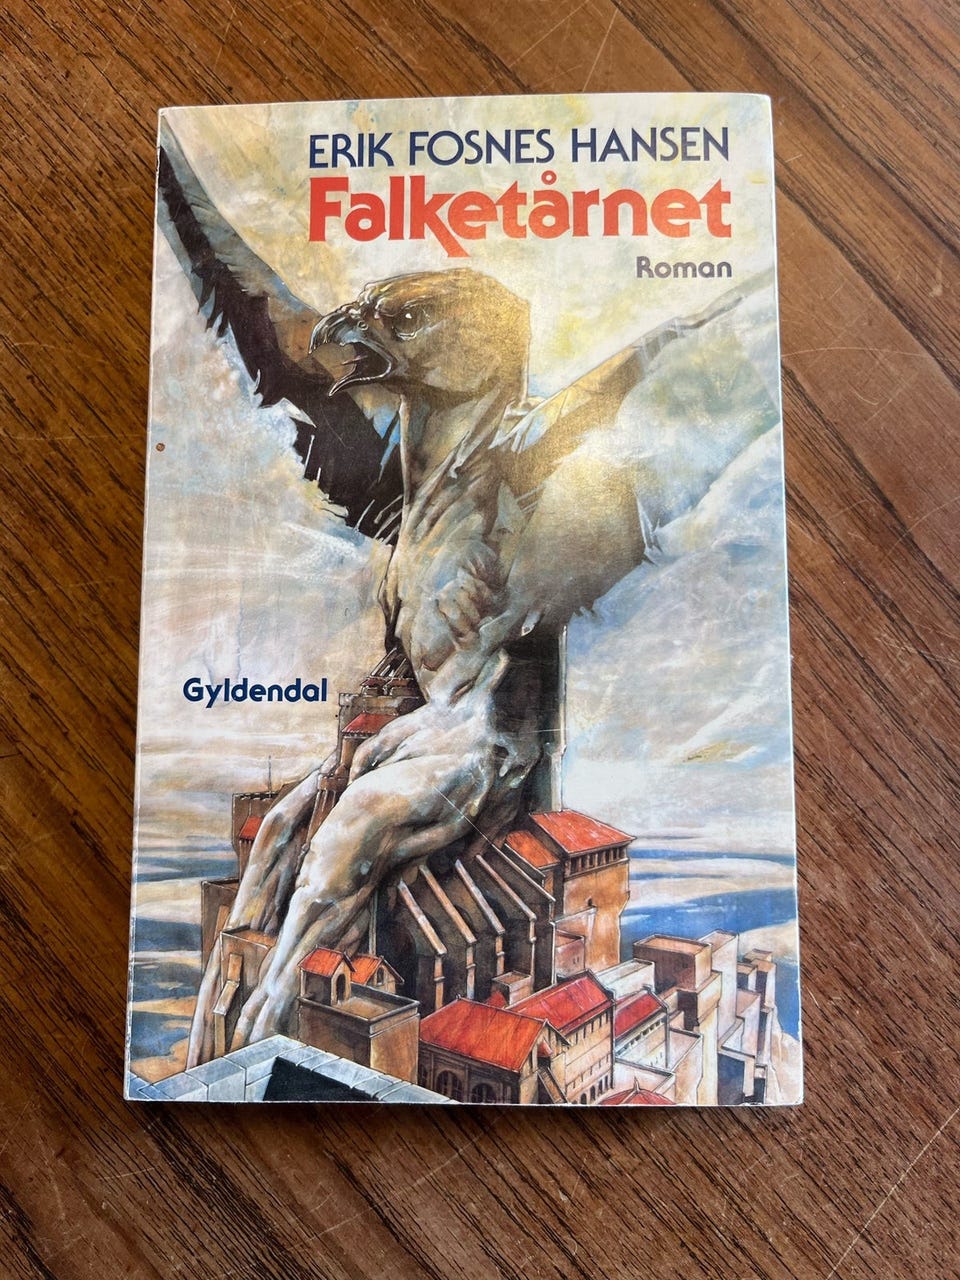 ERIK FOSNES HANSEN
Falketårnet
Roman
Gyldendal